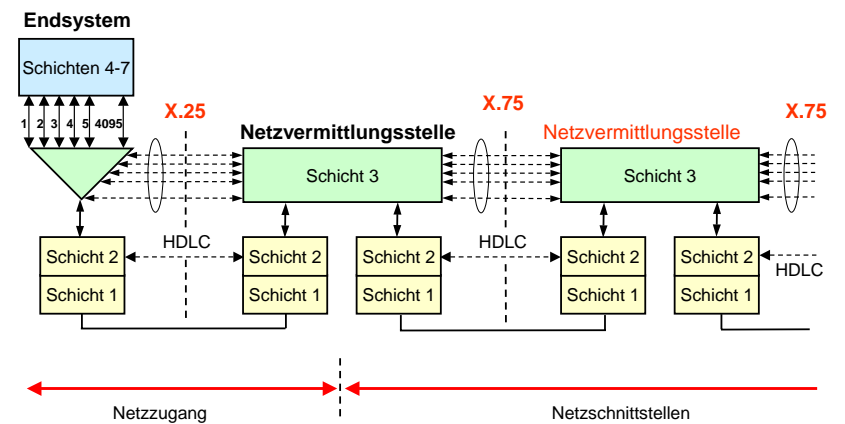 Endsystem
Schichten 4-7
1 2 3 4 5 4095
X.25
X.75
X.75
Netzvermittlungsstelle
Netzvermittlungsstelle
Schicht 3
Schicht 3
HDLC
HDLC
HDLC
Schicht 2
Schicht 2
Schicht 2
Schicht 2
Schicht 2
Schicht 1
Schicht 1
Schicht 1
Schicht 1
Schicht 1
Netzzugang
Netzschnittstellen